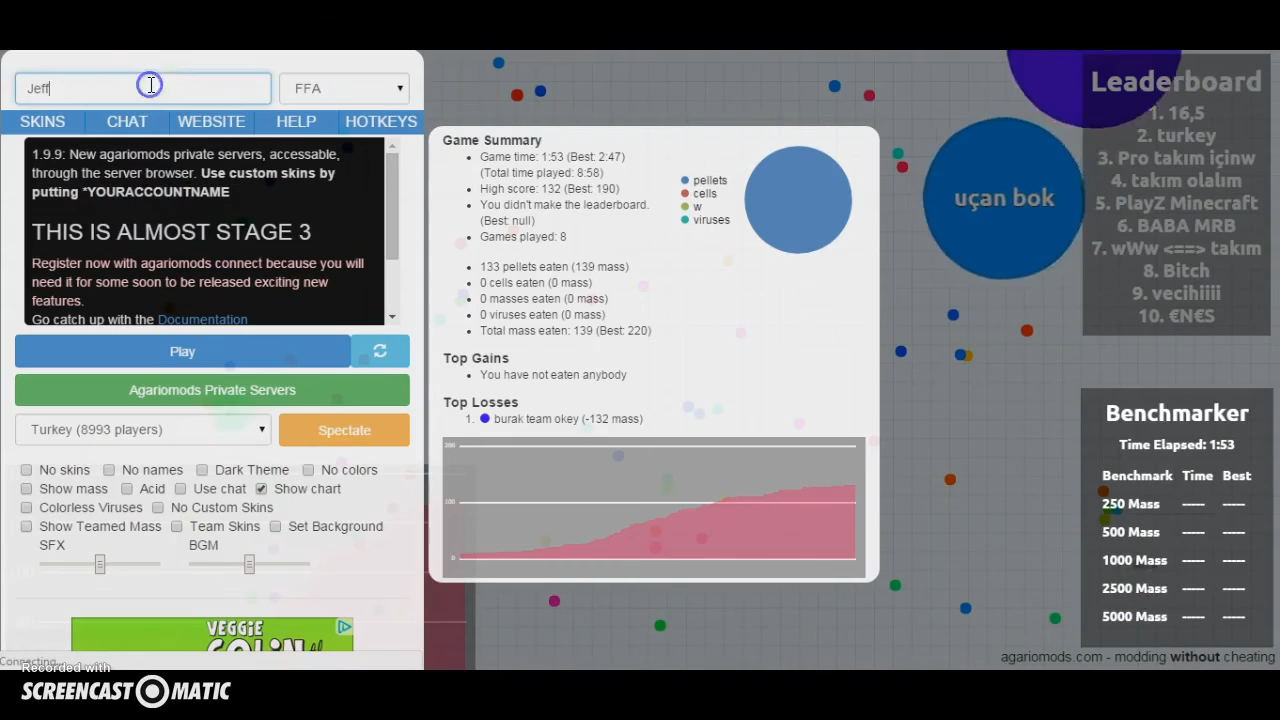 Jeff
FFA
SKINS CHAT WEBSITE HELP HOTKEYS
1.9.9: New agariomods private servers, accessable,
through the server browser. Use custom skins by
putting *YOURACCOUNTNAME
THIS IS ALMOST STAGE 3
Register now with agariomods connect because you will
need it for some soon to be released exciting new
features.
Go catch up with the Documentation
Play
Agariomods Private Servers
Turkey (8993 players)
Spectate
No skins No names Dark Theme No colors
Show mass Acid Use chat Show chart
Colorless Viruses No Custom Skins
Show Teamed Mass Team Skins Set Background
SFX BGM
VEGGIE
Connecting...
Recorded with
SCREENCAST MATIC
Game Summary
Game time: 1:53 (Best: 2:47)
(Total time played: 8:58)
High score: 132 (Best: 190)
You didn't make the leaderboard.
(Best: null)
Games played: 8
133 pellets eaten (139 mass)
0 cells eaten (0 mass)
0 masses eaten (0 mass)
0 viruses eaten (0 mass)
Total mass eaten: 139 (Best: 220)
pellets
cells
w
viruses
Top Gains
You have not eaten anybody
Top Losses
1. burak team okey (-132 mass)
200
100
0
uçan bok
Leaderboard
1. 16,5
2. turkey
3. Pro takım içinw
4. takım olalım
5. PlayZ Minecraft
6. BABA MRB
7. wWw <==> takım
8. Bitch
9. vecihiiii
10. €N€S
Benchmarker
Time Elapsed: 1:53
Benchmark Time Best
250 Mass ----- -----
500 Mass ----- -----
1000 Mass ----- -----
2500 Mass ----- -----
5000 Mass ----- -----
agariomods.com - modding without cheating